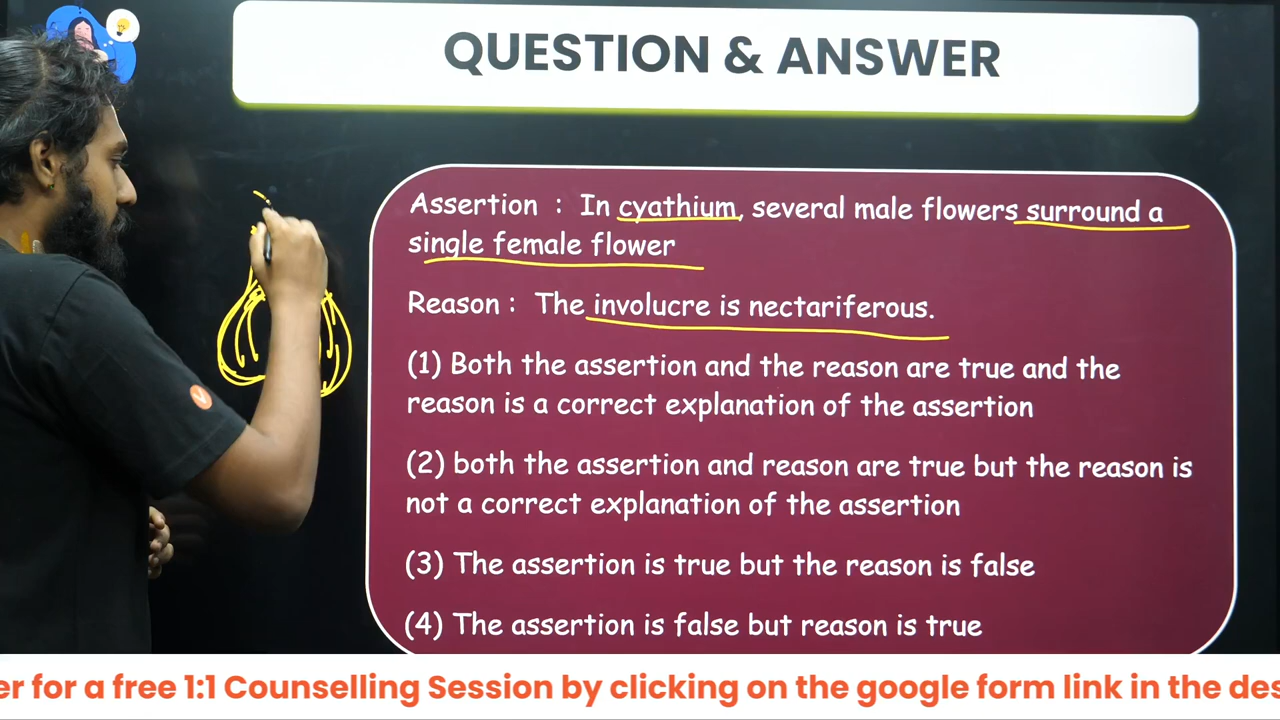 QUESTION & ANSWER
Assertion : In cyathium, several male flowers surround a
single female flower
Reason : The involucre is nectariferous.
(1) Both the assertion and the reason are true and the
reason is a correct explanation of the assertion
(2) both the assertion and reason are true but the reason is
not a correct explanation of the assertion
(3) The assertion is true but the reason is false
(4) The assertion is false but reason is true
er for a free 1:1 Counselling Session by clicking on the google form link in the des